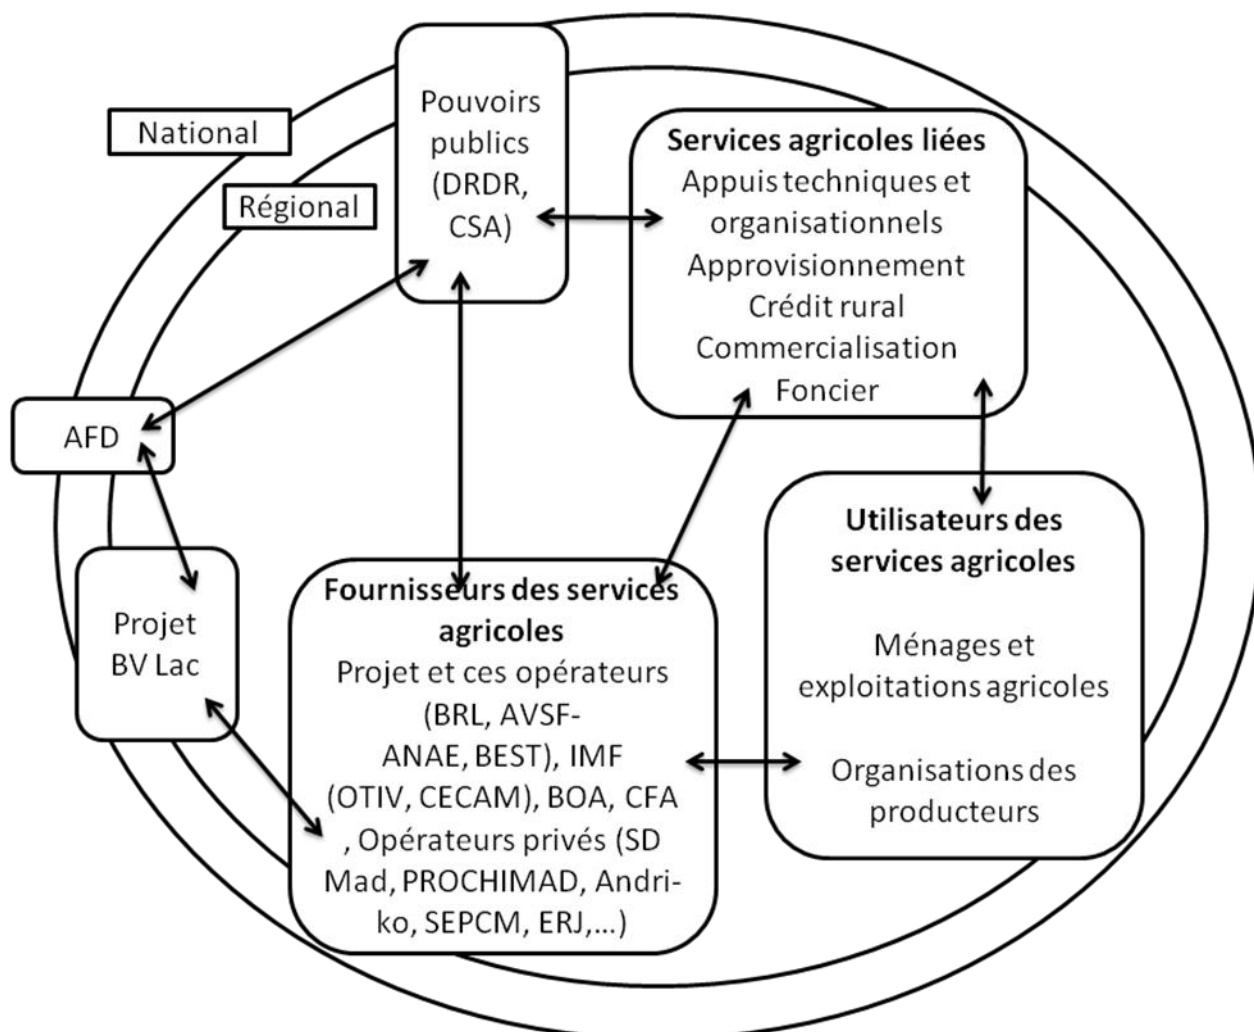 National
Régional
Pouvoirs
publics
(DRDR,
CSA)
Services agricoles liées
Appuis techniques et
organisationnels
Approvisionnement
Crédit rural
Commercialisation
Foncier
AFD
Projet
BV Lac
Fournisseurs des services
agricoles
Projet et ces opérateurs
(BRL, AVSF-
ANAE, BEST), IMF
(OTIV, CECAM), BOA, CFA
, Opérateurs privés (SD
Mad, PROCHIMAD, Andri-
ko, SEPCM, ERJ,...)
Utilisateurs des
services agricoles
Ménages et
exploitations agricoles
Organisations des
producteurs